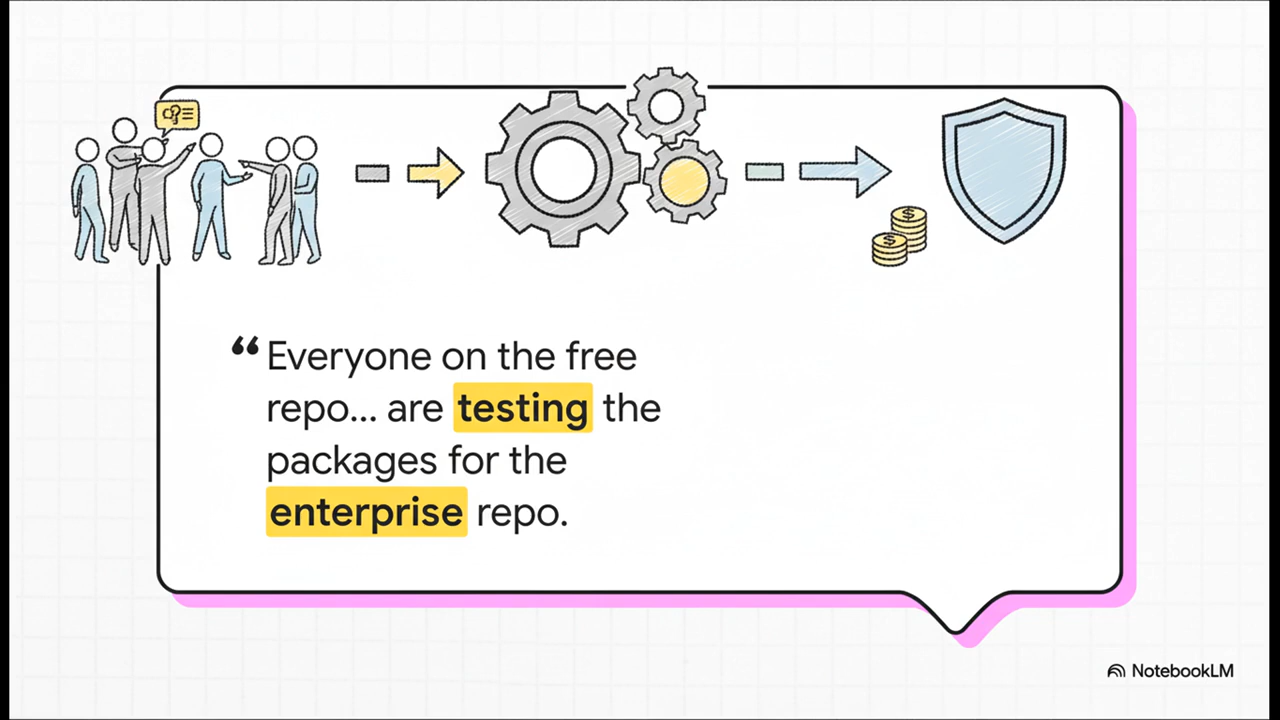 “Everyone on the free
repo... are testing the
packages for the
enterprise repo.
NotebookLM